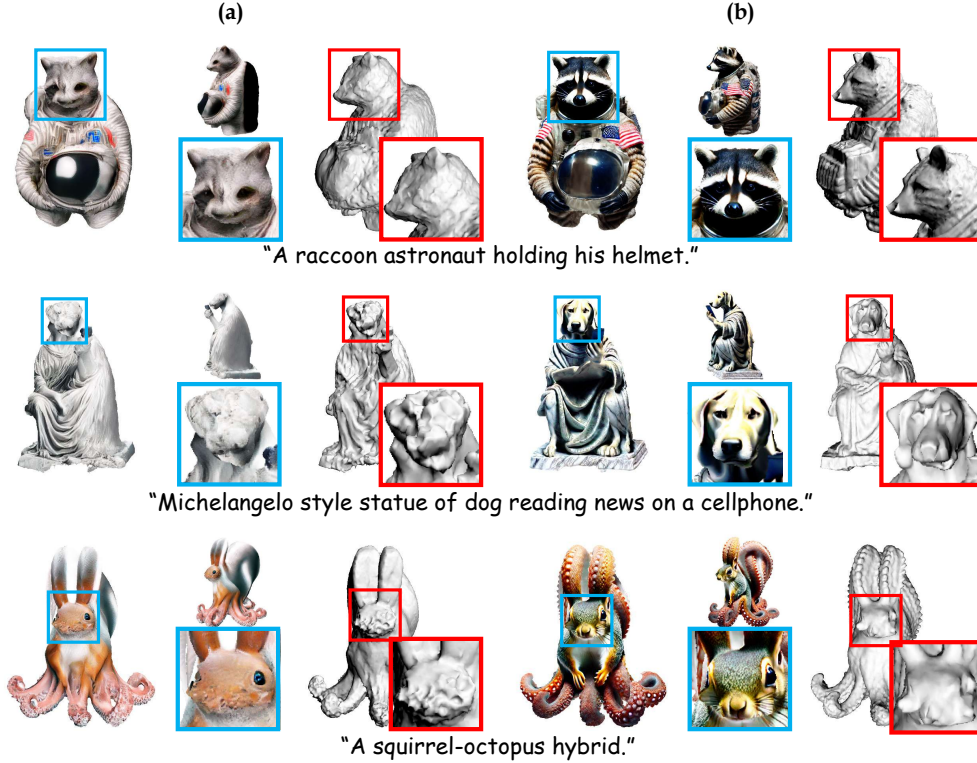 (a) (b)
“A raccoon astronaut holding his helmet.”
“Michelangelo style statue of dog reading news on a cellphone.”
“A squirrel-octopus hybrid.”